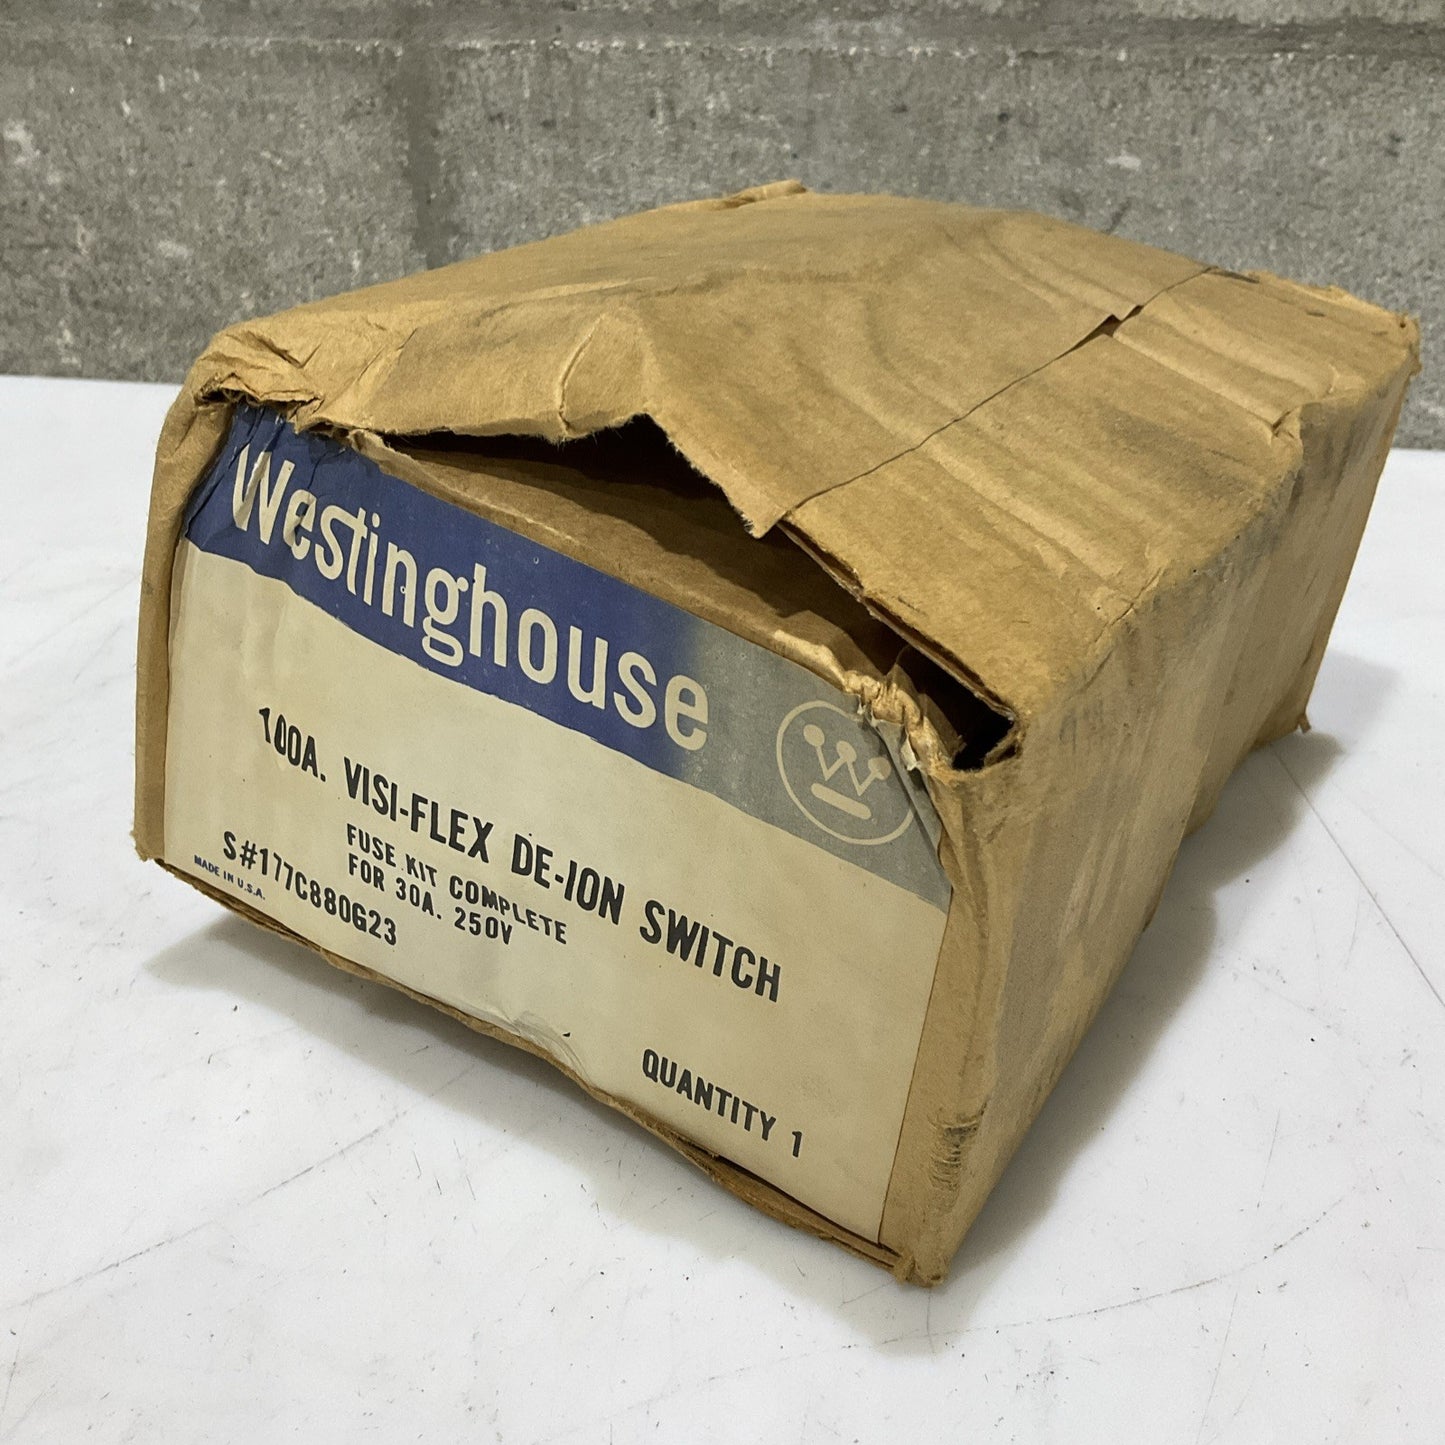 Westinghouse
100A. VISI-FLEX DE-ION SWITCH
FUSE KIT COMPLETE
FOR 30A. 250V
S#177C880G23
MADE IN U.S.A.
QUANTITY 1